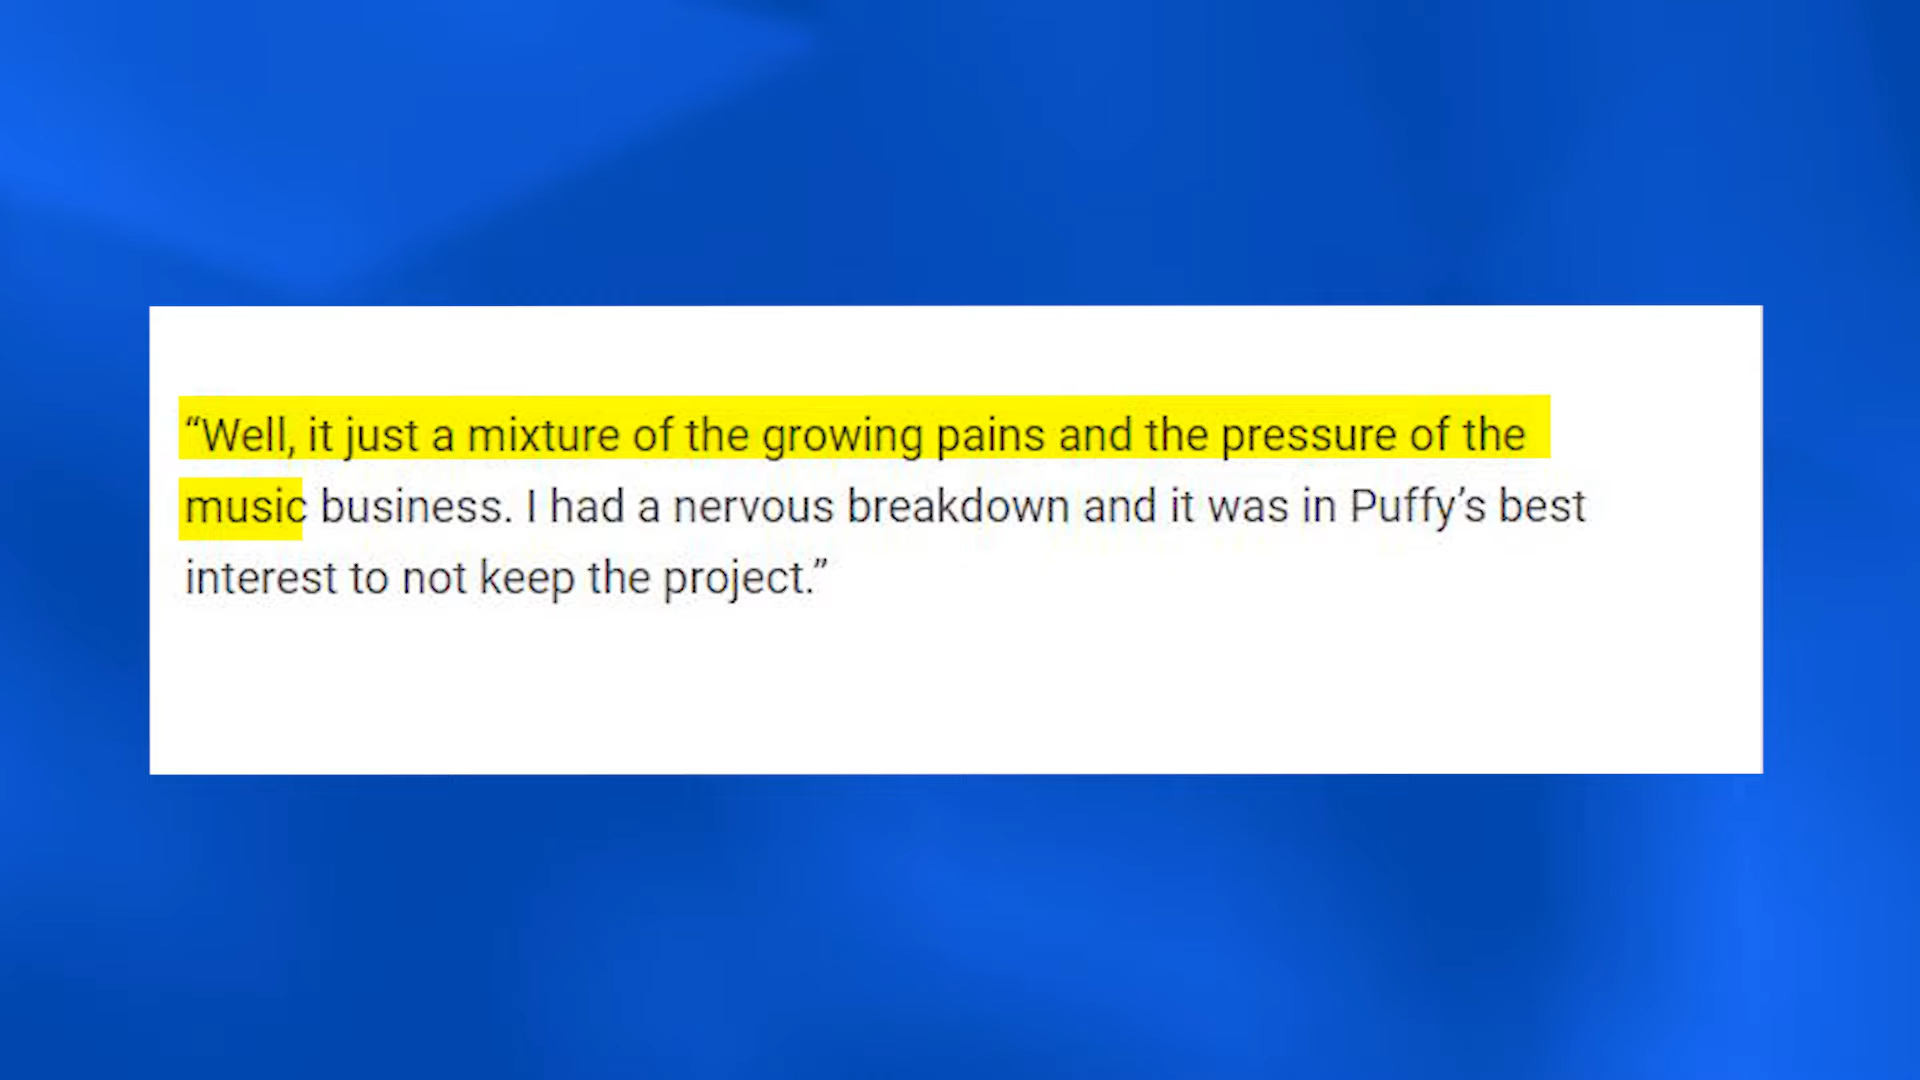 “Well, it just a mixture of the growing pains and the pressure of the
music business. I had a nervous breakdown and it was in Puffy’s best
interest to not keep the project.”